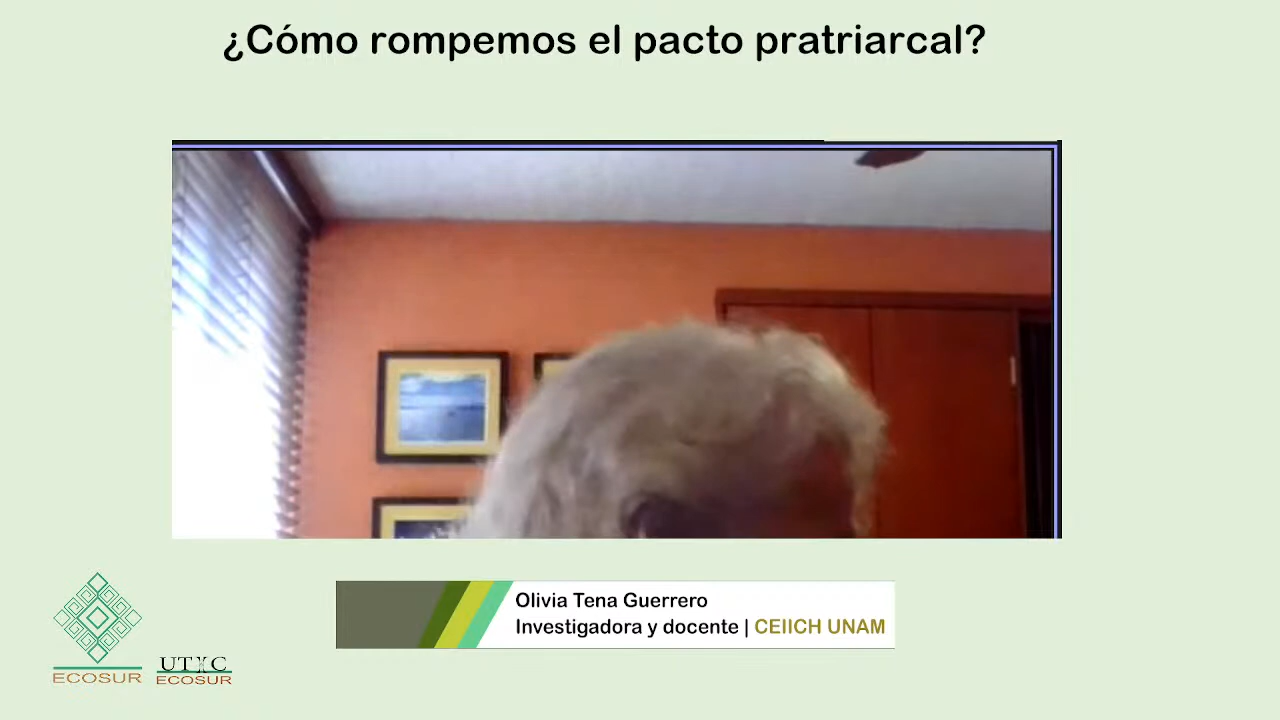 ¿Cómo rompemos el pacto pratriarcal?
Olivia Tena Guerrero
Investigadora y docente | CEIICH UNAM
ECOSUR
UTIC
ECOSUR